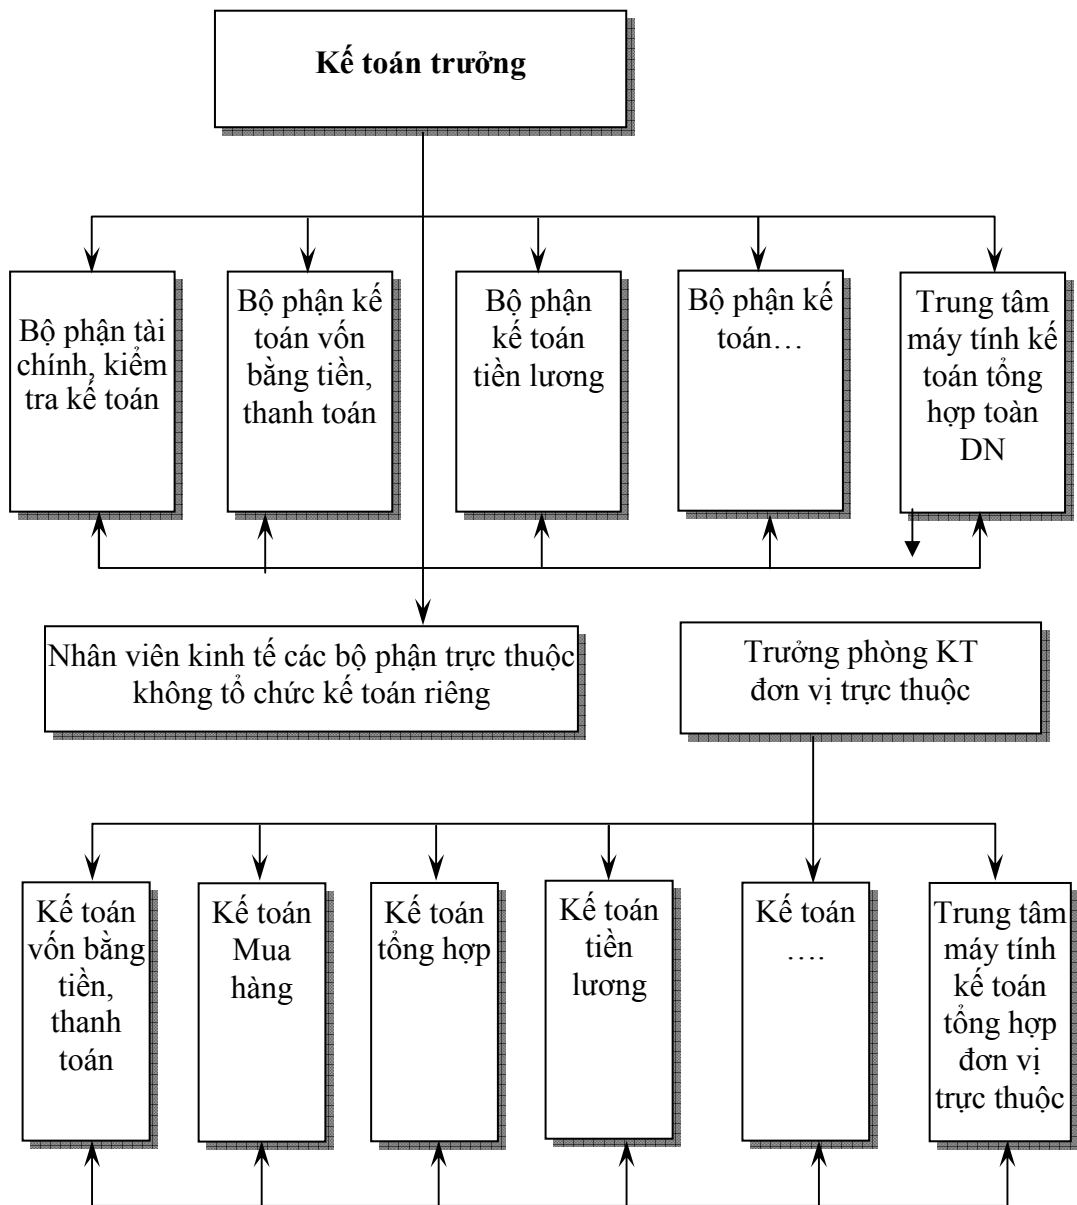 Kế toán trưởng
Bộ phận tài
chính, kiểm
tra kế toán
Bộ phận kế
toán vốn
bằng tiền,
thanh toán
Bộ phận
kế toán
tiền lương
Bộ phận kế
toán…
Trung tâm
máy tính kế
toán tổng
hợp toàn
DN
Nhân viên kinh tế các bộ phận trực thuộc
không tổ chức kế toán riêng
Trưởng phòng KT
đơn vị trực thuộc
Kế toán
vốn bằng
tiền,
thanh
toán
Kế toán
Mua
hàng
Kế toán
tổng hợp
Kế toán
tiền
lương
Kế toán
….
Trung tâm
máy tính
kế toán
tổng hợp
đơn vị
trực thuộc